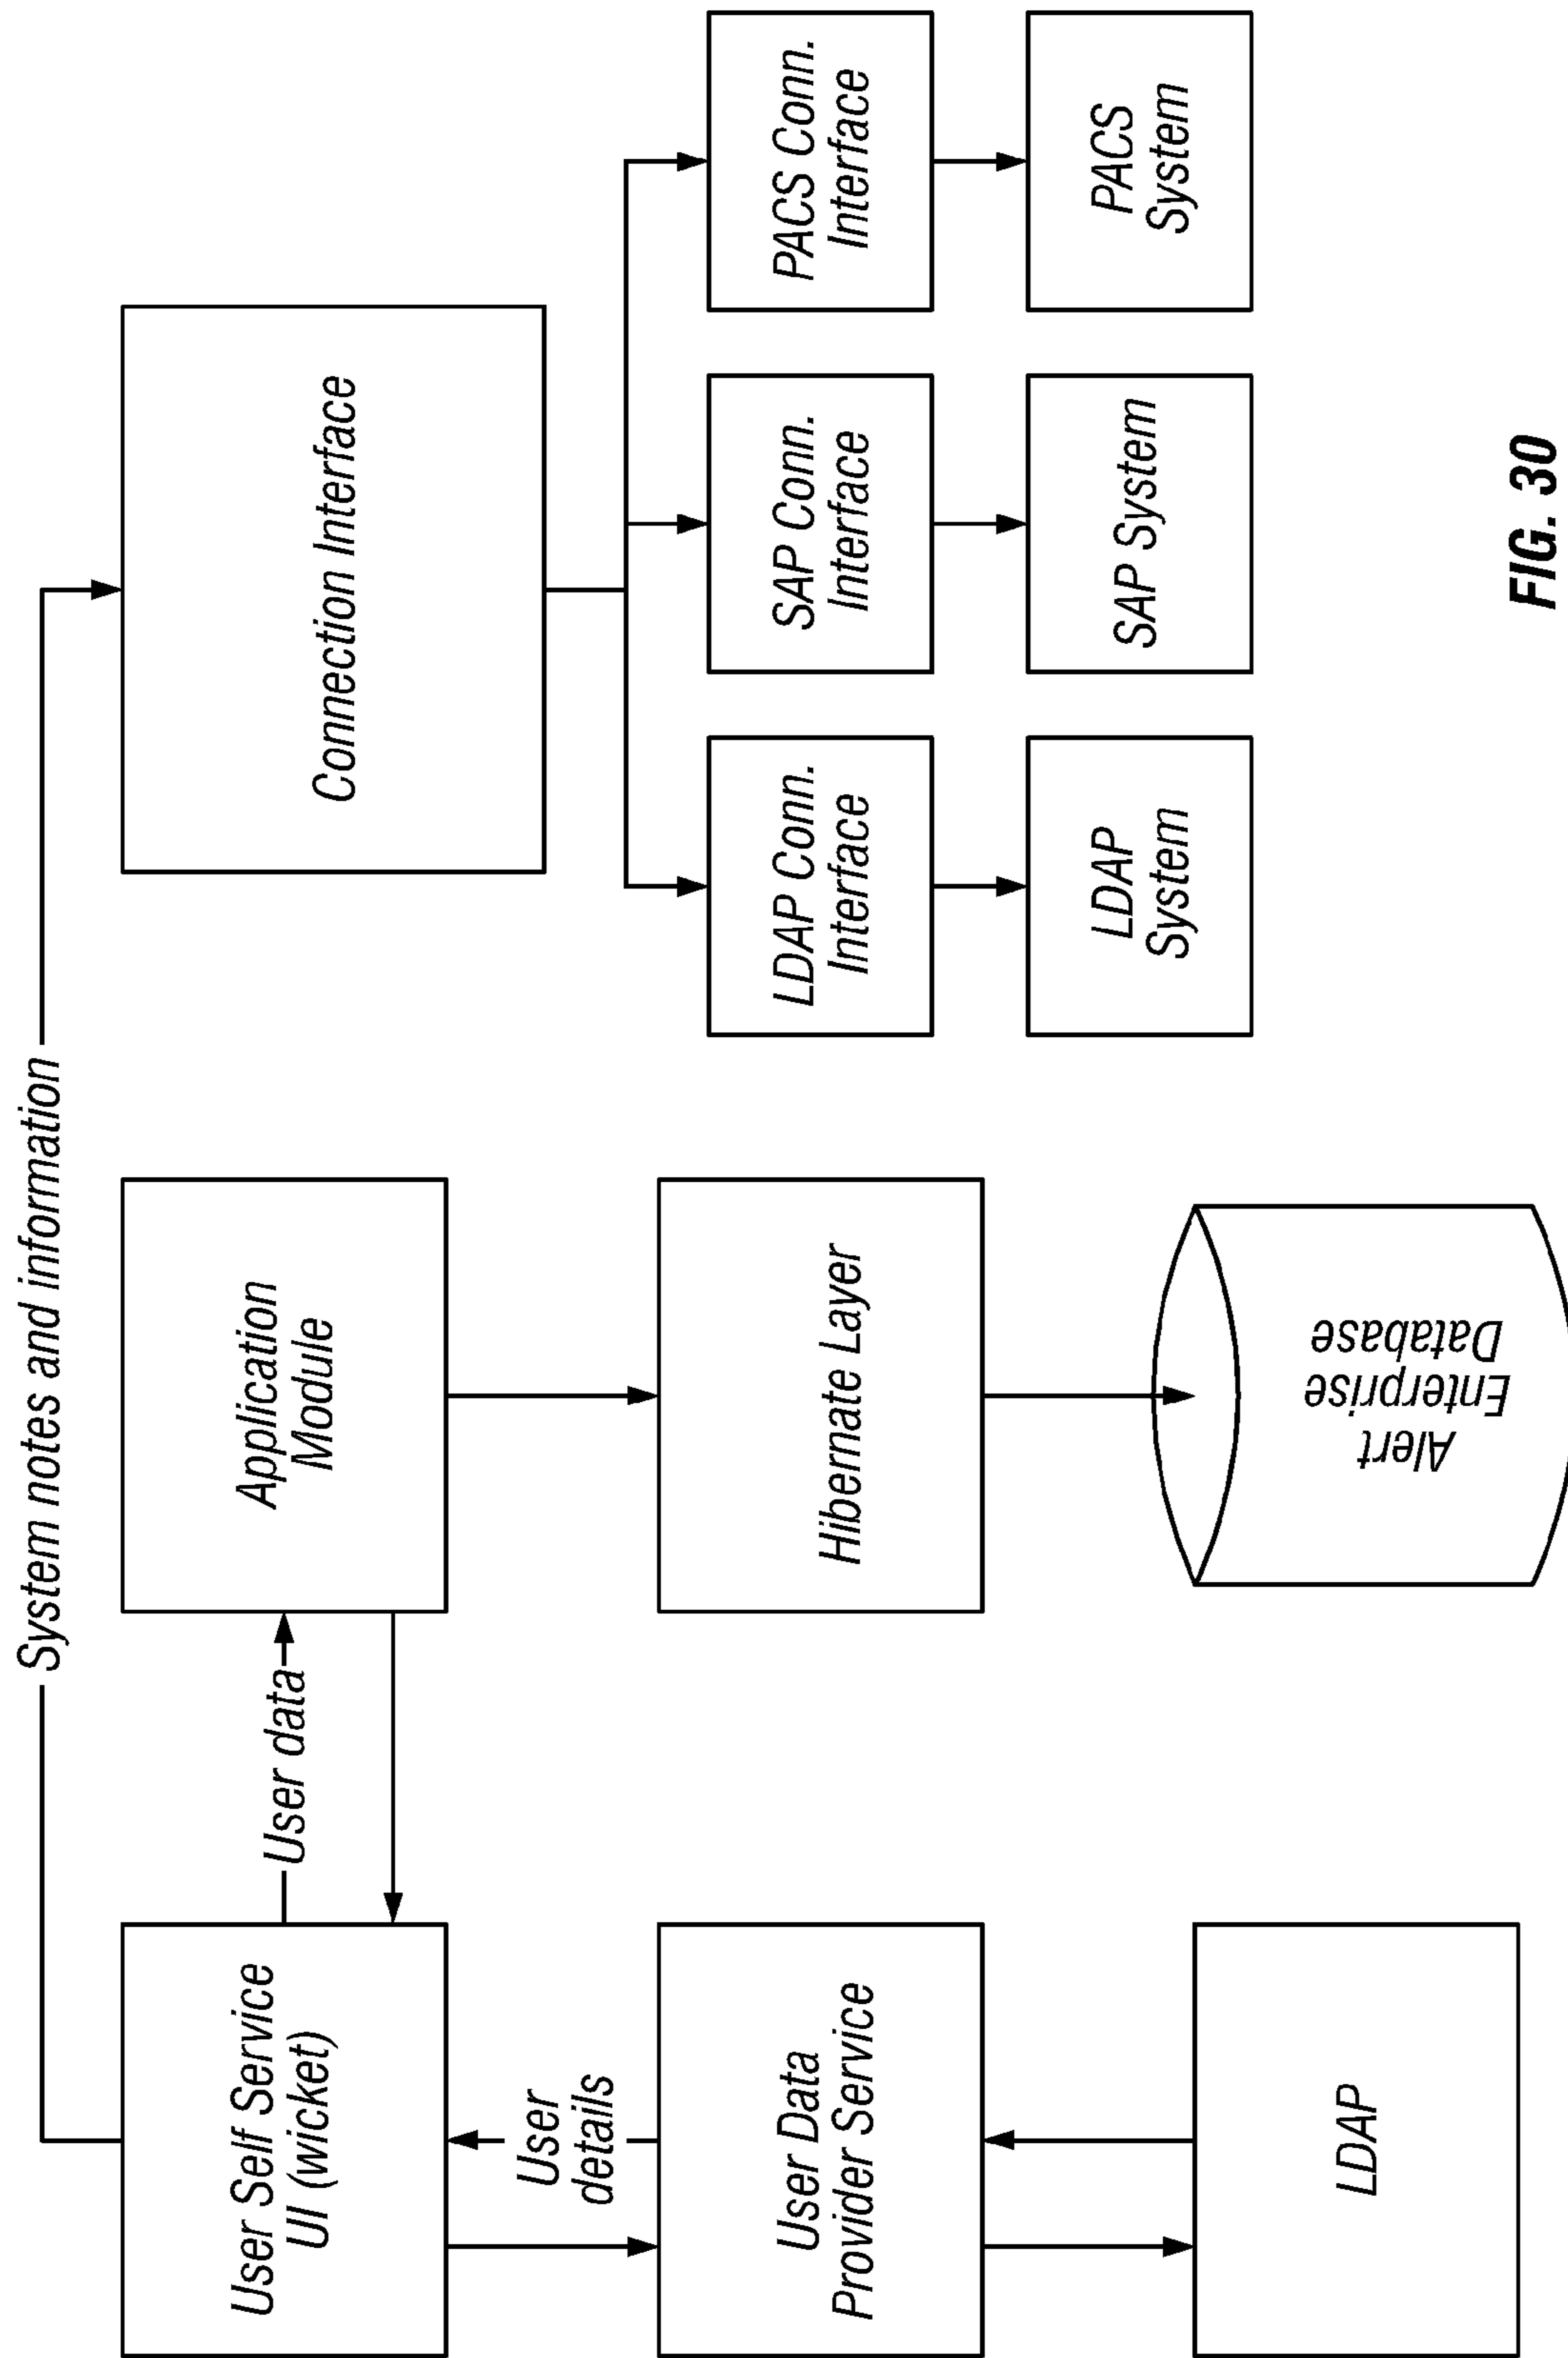 System notes and information
User Self Service
UI (wicket)
User data
Application
Module
Connection Interface
User
details
User Data
Provider Service
Hibernate Layer
LDAP Conn.
Interface
SAP Conn.
Interface
PACS Conn.
Interface
LDAP
Alert
Enterprise
Database
LDAP
System
SAP System
PACS
System
FIG. 30